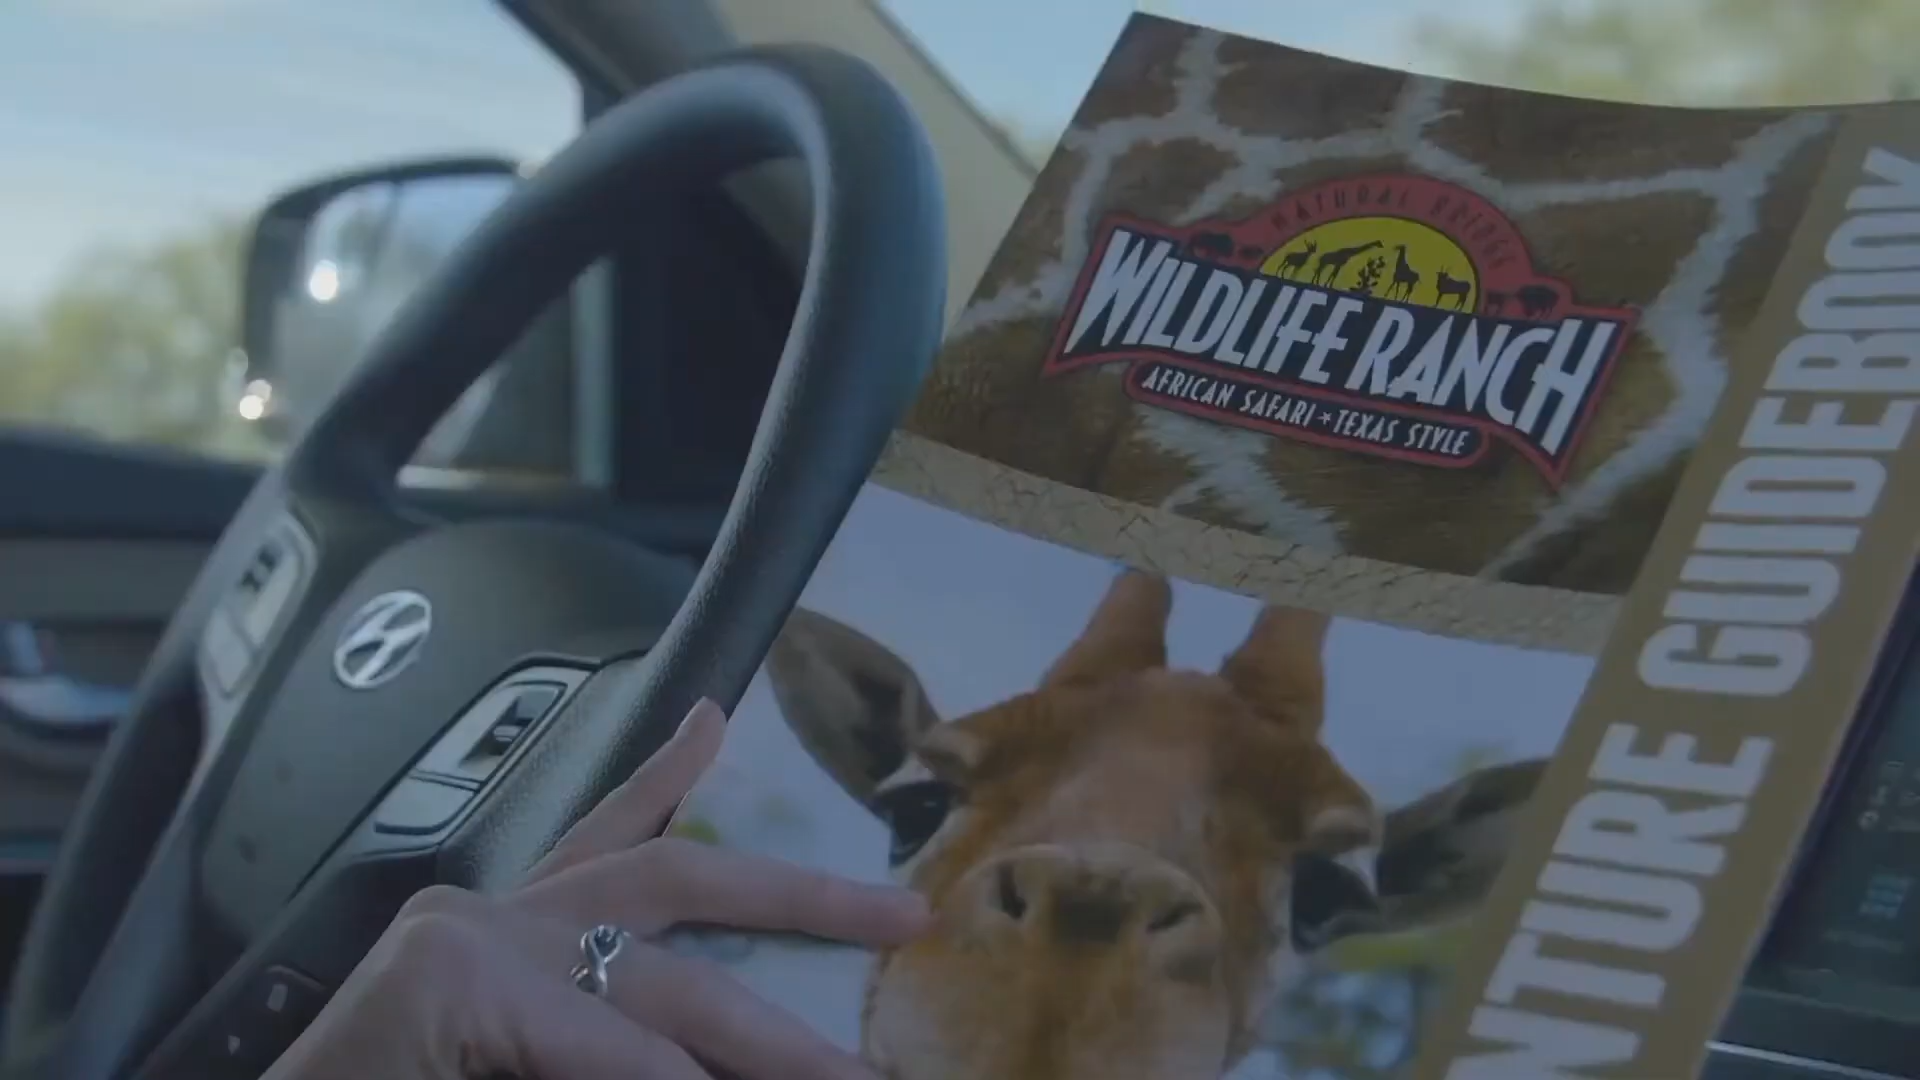 NATURAL BRIDGE
WILDLIFE RANCH
AFRICAN SAFARI★TEXAS STYLE
NTURE GUIDEBOOK